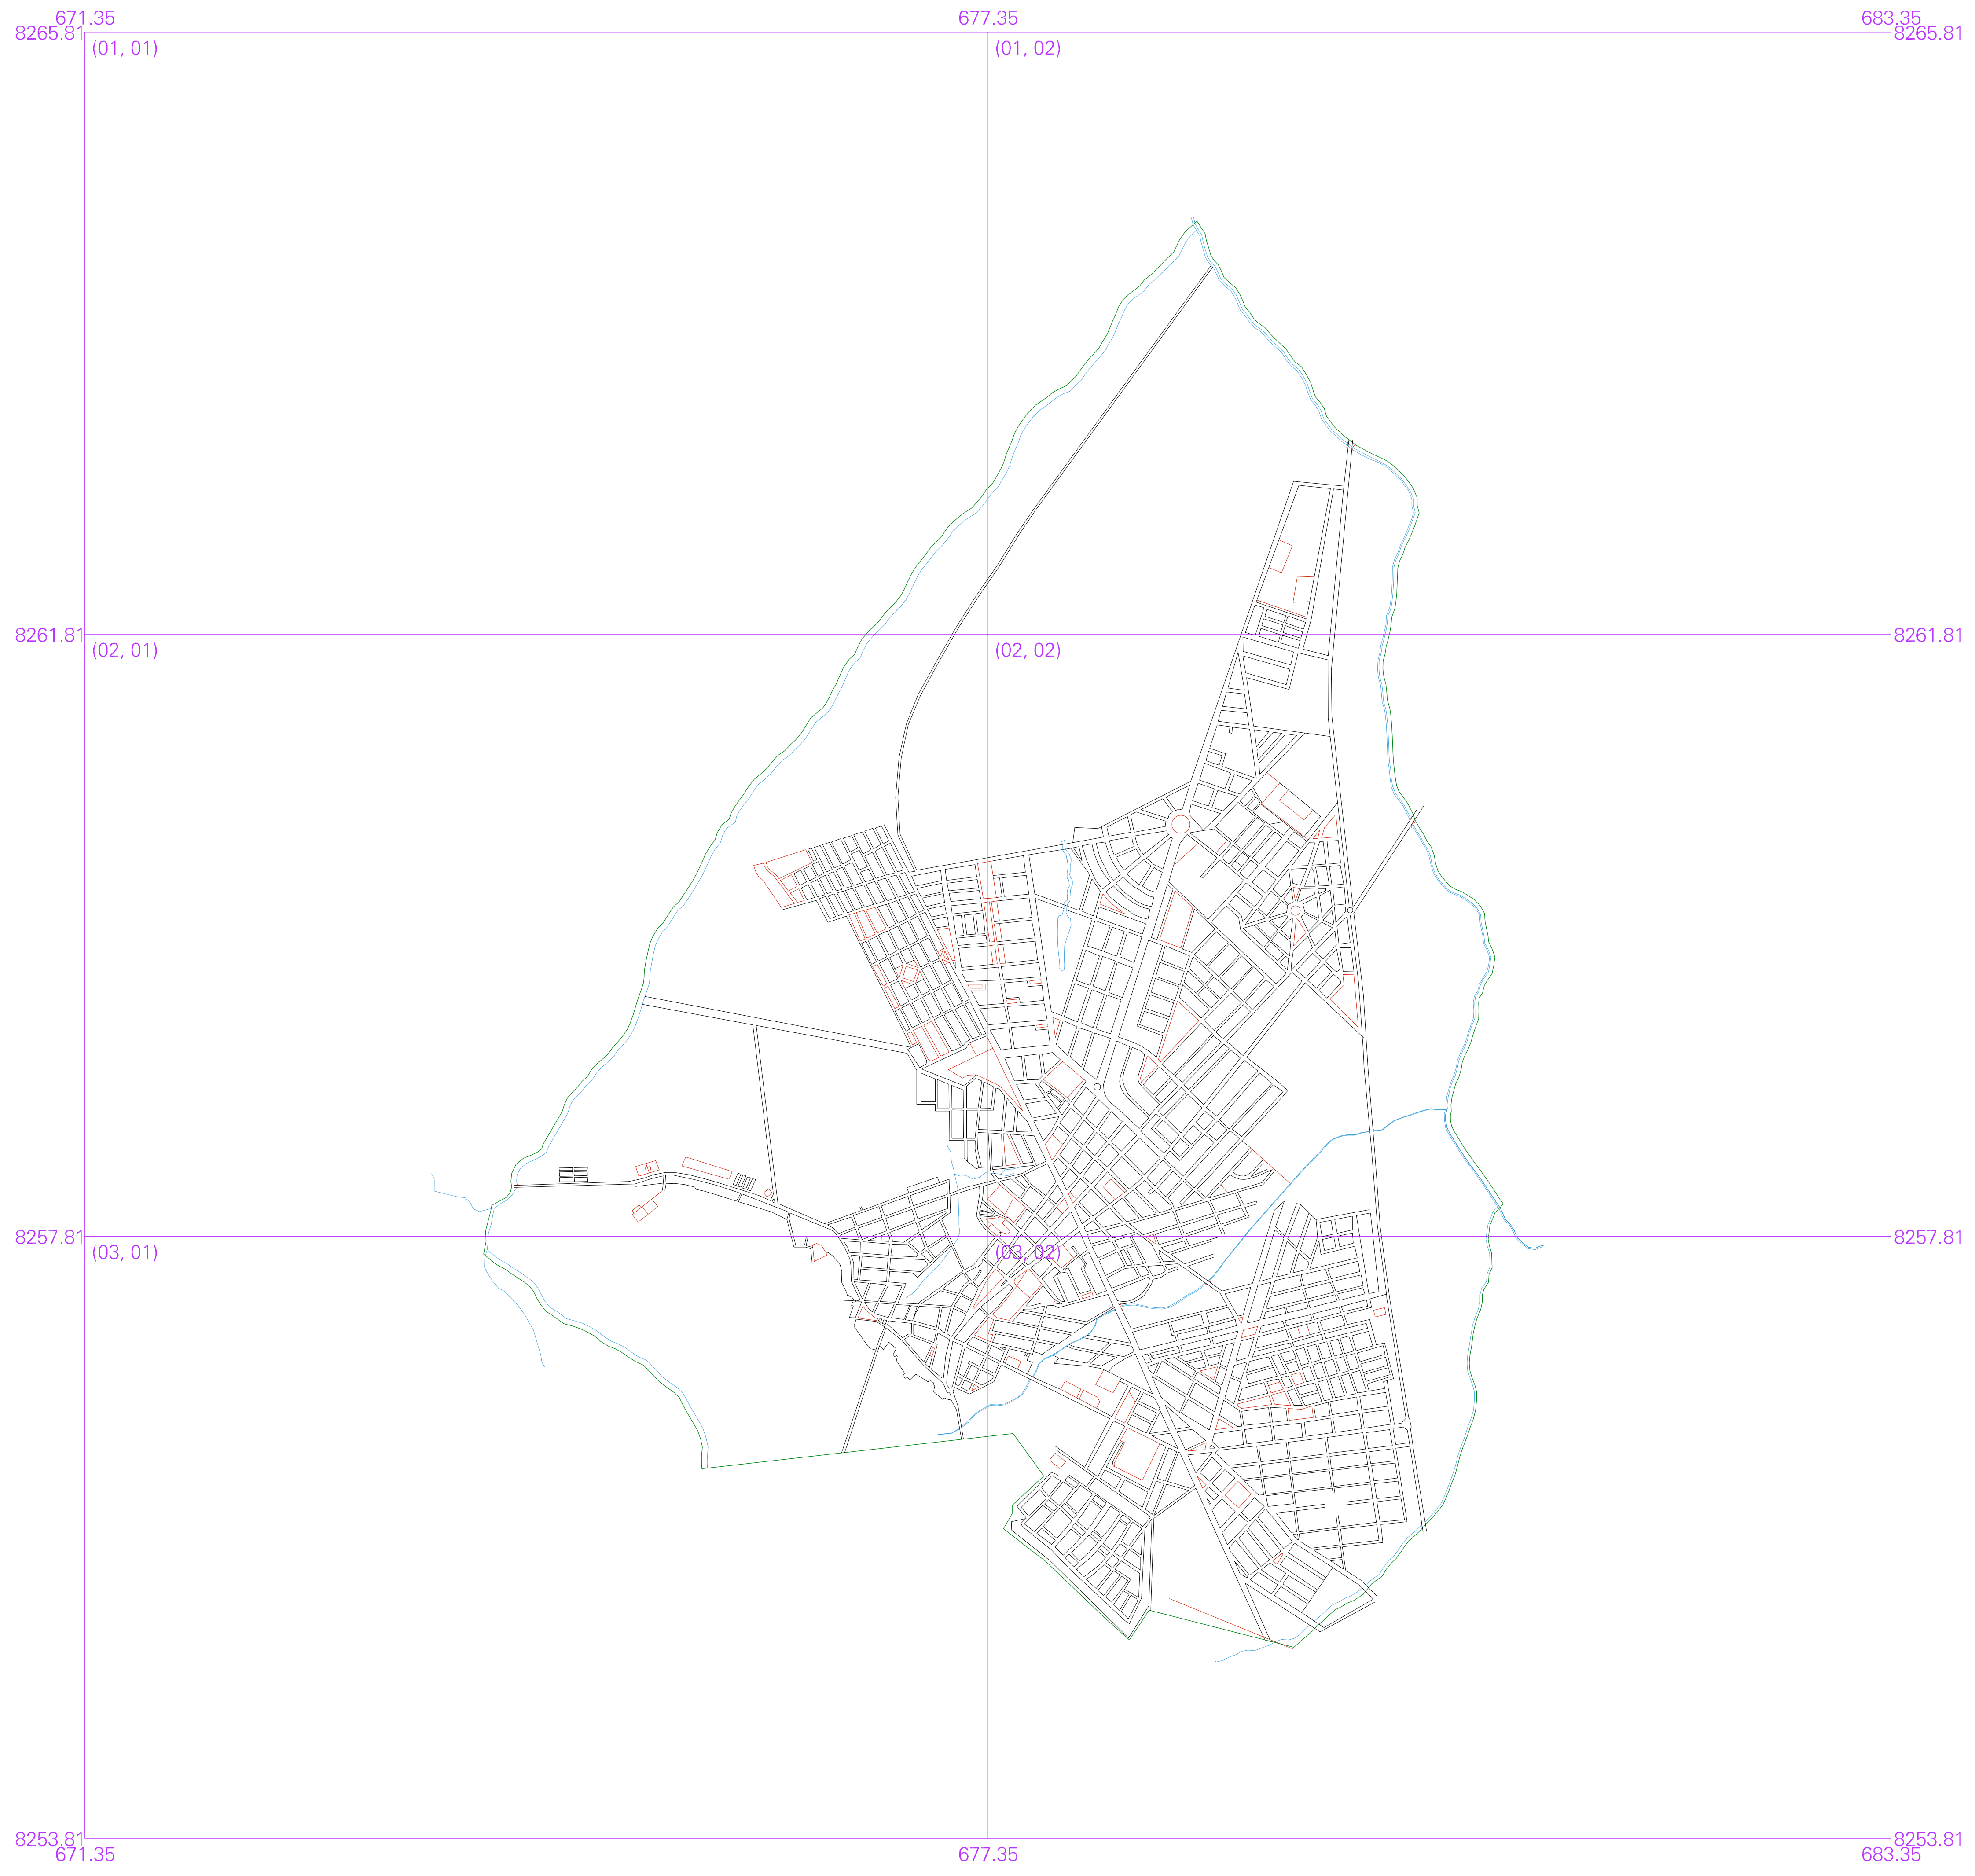 671.35 677.35 683.35
8265.81 8265.81
(01, 01) (01, 02)
8261.81 8261.81
(02, 01) (02, 02)
8257.81 8257.81
(03, 01) (03, 02)
8253.81 8253.81
671.35 677.35 683.35